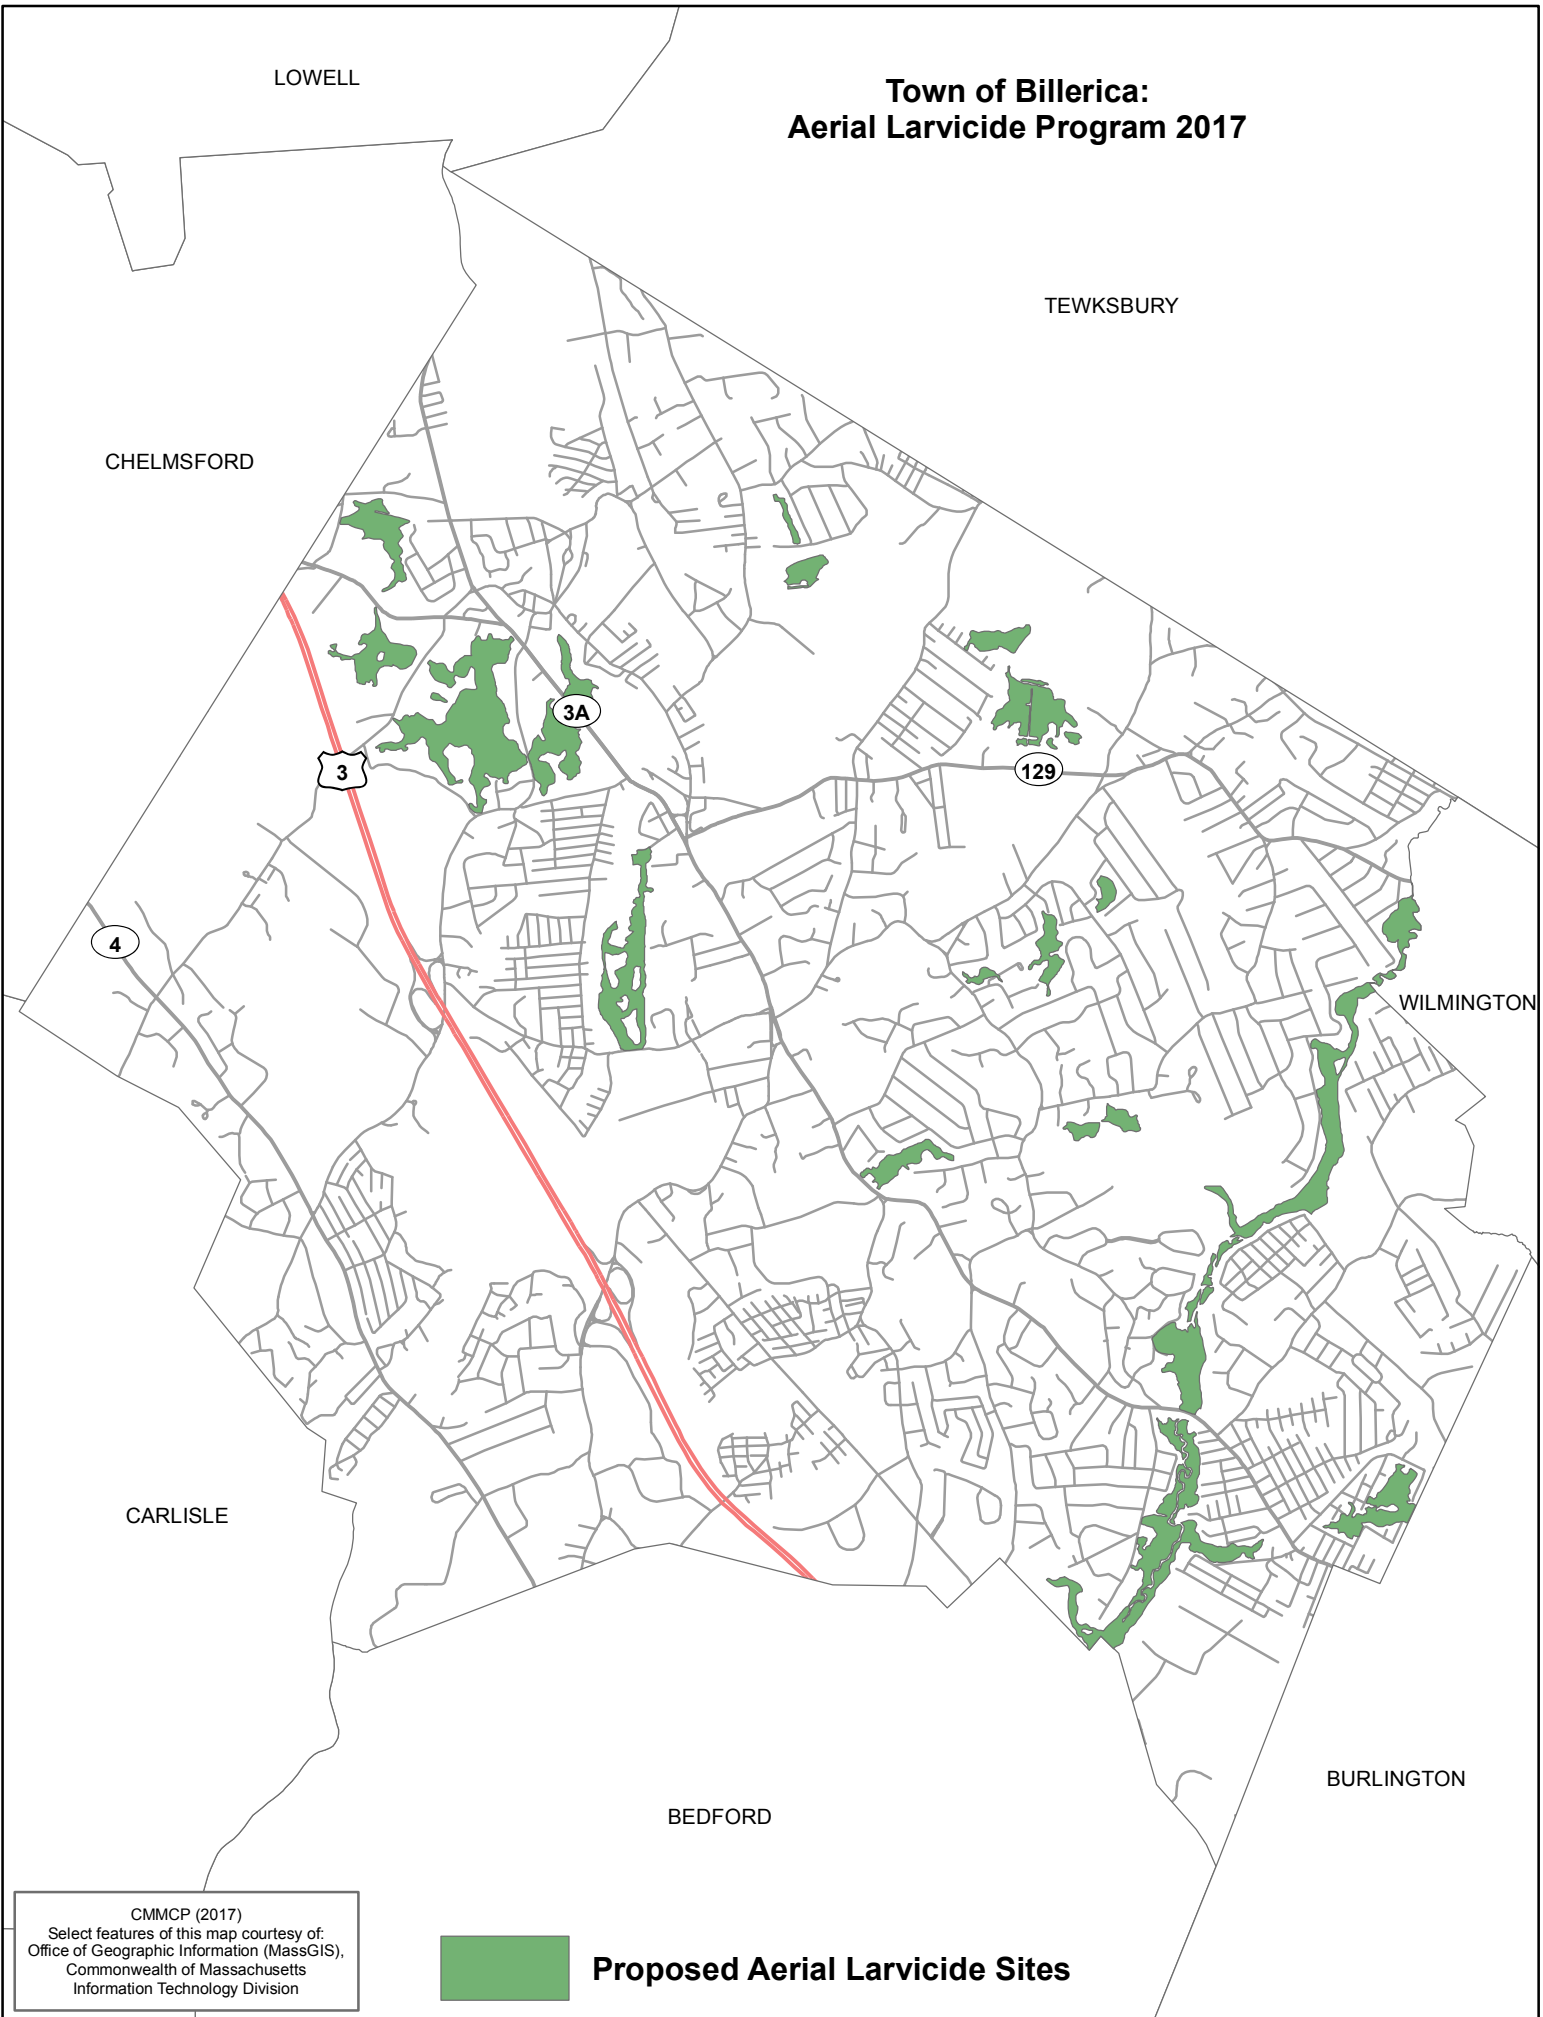 LOWELL
Town of Billerica:
Aerial Larvicide Program 2017
TEWKSBURY
CHELMSFORD
3A
3
129
4
WILMINGTON
CARLISLE
BURLINGTON
BEDFORD
CMMCP (2017)
Select features of this map courtesy of:
Office of Geographic Information (MassGIS),
Commonwealth of Massachusetts
Information Technology Division
Proposed Aerial Larvicide Sites